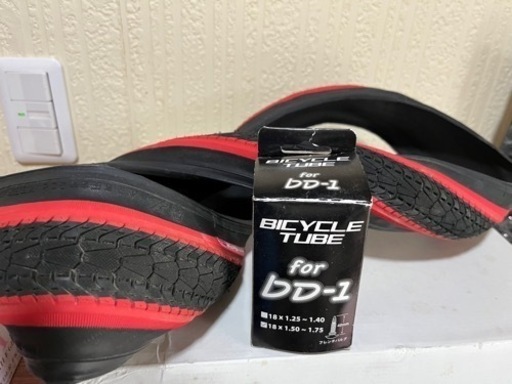 BICYCLE
TUBE
for
BD-1
BICYCLE
TUBE
for
BD-1
18×1.25～1.40
18×1.50～1.75
フレンチバルブ